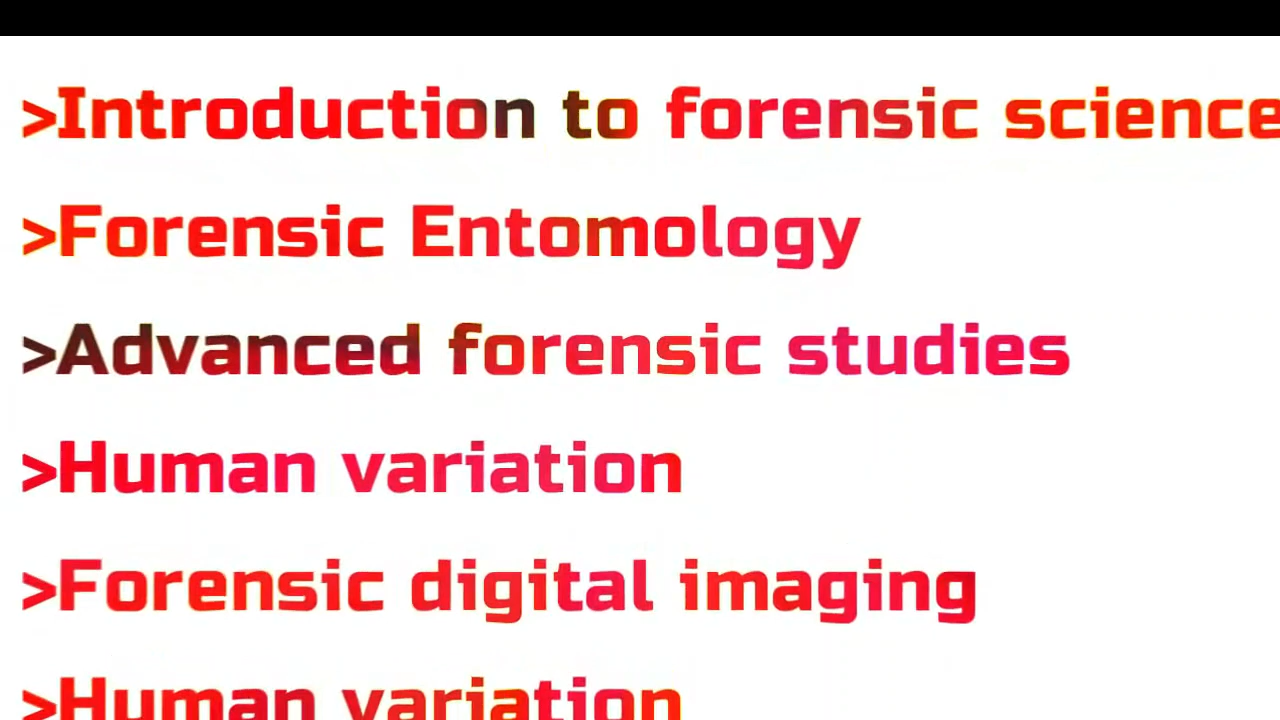 >Introduction to forensic science
>Forensic Entomology
>Advanced forensic studies
>Human variation
>Forensic digital imaging
>Human variation